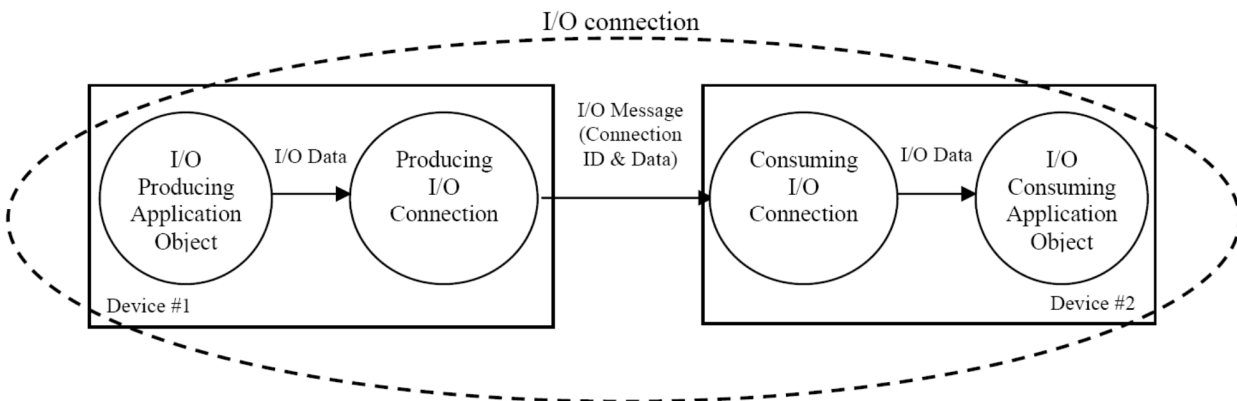 I/O connection
I/O
Producing
Application
Object
I/O Data
Producing
I/O
Connection
Device #1
I/O Message
(Connection
ID & Data)
Consuming
I/O
Connection
I/O Data
I/O
Consuming
Application
Object
Device #2